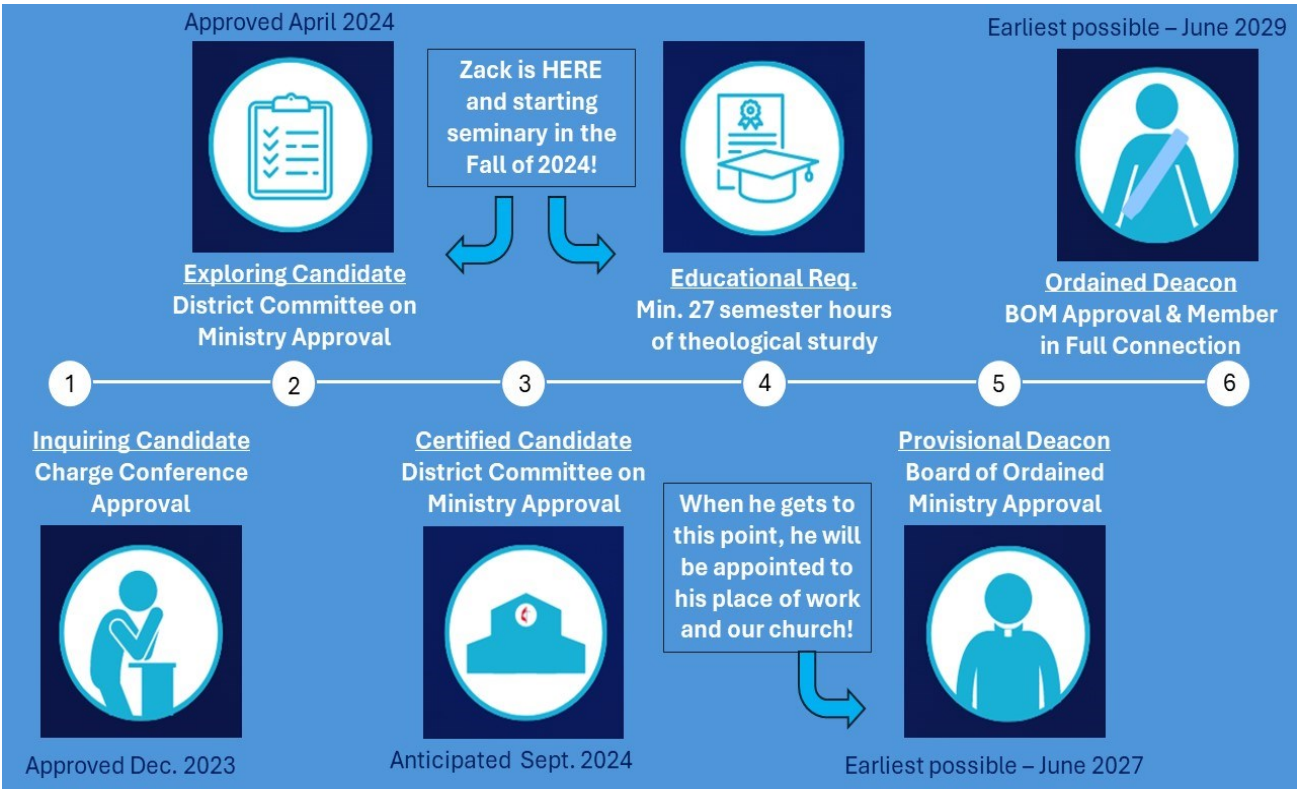 Approved April 2024
Zack is HERE
and starting
seminary in the
Fall of 2024!
Earliest possible – June 2029
Exploring Candidate
District Committee on
Ministry Approval
Educational Req.
Min. 27 semester hours
of theological sturdy
Ordained Deacon
BOM Approval & Member
in Full Connection
1
2
3
4
5
6
Inquiring Candidate
Charge Conference
Approval
Approved Dec. 2023
Certified Candidate
District Committee on
Ministry Approval
Anticipated Sept. 2024
When he gets to
this point, he will
be appointed to
his place of work
and our church!
Provisional Deacon
Board of Ordained
Ministry Approval
Earliest possible – June 2027